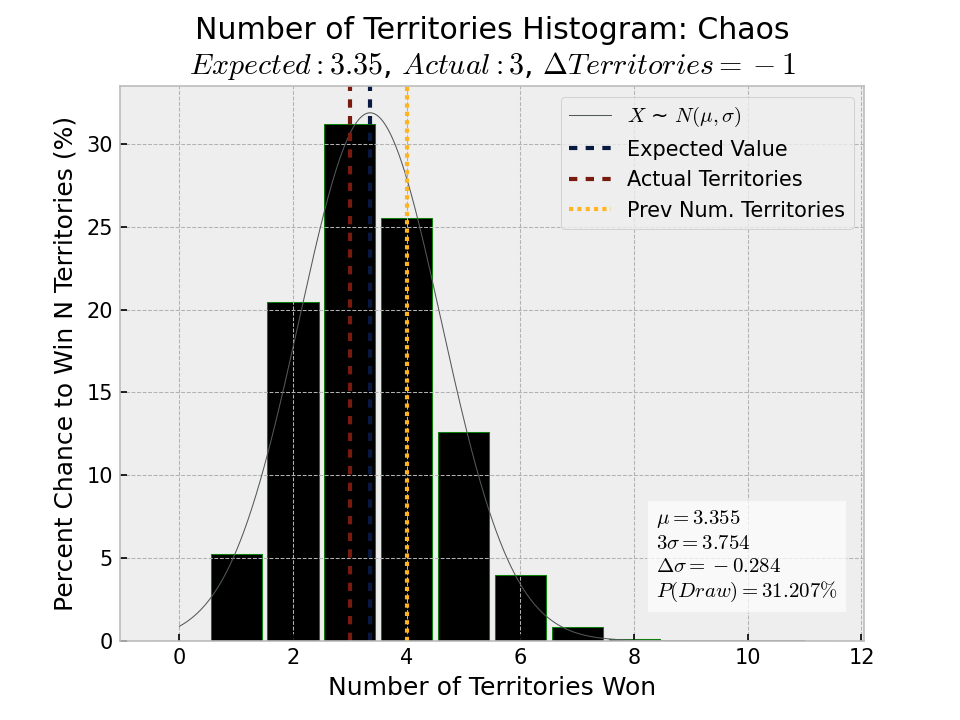 Number of Territories Histogram: Chaos
Expected : 3.35, Actual : 3, ΔTerritories = −1
Percent Chance to Win N Territories (%)
30
25
20
15
10
5
0
X ~ N(μ, σ)
Expected Value
Actual Territories
Prev Num. Territories
μ = 3.355
3σ = 3.754
Δσ = −0.284
P(Draw) = 31.207%
0 2 4 6 8 10 12
Number of Territories Won